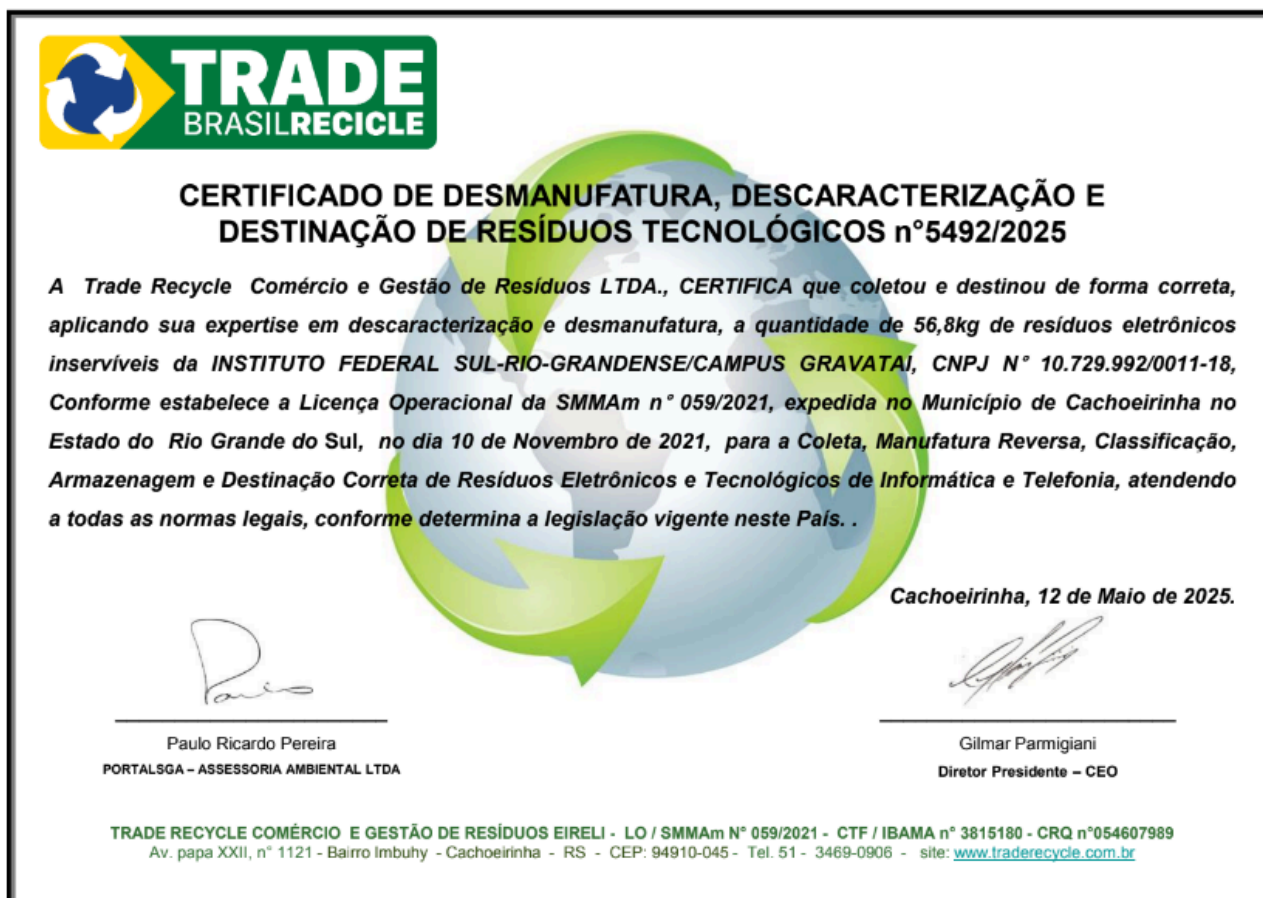 TRADE
BRASILRECICLE
CERTIFICADO DE DESMANUFATURA, DESCARACTERIZAÇÃO E
DESTINAÇÃO DE RESÍDUOS TECNOLÓGICOS n°5492/2025
A Trade Recycle Comércio e Gestão de Resíduos LTDA., CERTIFICA que coletou e destinou de forma correta,
aplicando sua expertise em descaracterização e desmanufatura, a quantidade de 56,8kg de resíduos eletrônicos
inservíveis da INSTITUTO FEDERAL SUL-RIO-GRANDENSE/CAMPUS GRAVATAI, CNPJ N° 10.729.992/0011-18,
Conforme estabelece a Licença Operacional da SMMAm n° 059/2021, expedida no Município de Cachoeirinha no
Estado do Rio Grande do Sul, no dia 10 de Novembro de 2021, para a Coleta, Manufatura Reversa, Classificação,
Armazenagem e Destinação Correta de Resíduos Eletrônicos e Tecnológicos de Informática e Telefonia, atendendo
a todas as normas legais, conforme determina a legislação vigente neste País. .
Cachoeirinha, 12 de Maio de 2025.
Paulo Ricardo Pereira
PORTALSGA – ASSESSORIA AMBIENTAL LTDA
Gilmar Parmigiani
Diretor Presidente – CEO
TRADE RECYCLE COMÉRCIO E GESTÃO DE RESÍDUOS EIRELI - LO / SMMAm N° 059/2021 - CTF / IBAMA n° 3815180 - CRQ n°054607989
Av. papa XXII, n° 1121 - Bairro Imbuhy - Cachoeirinha - RS - CEP: 94910-045 - Tel. 51 - 3469-0906 - site: www.traderecycle.com.br